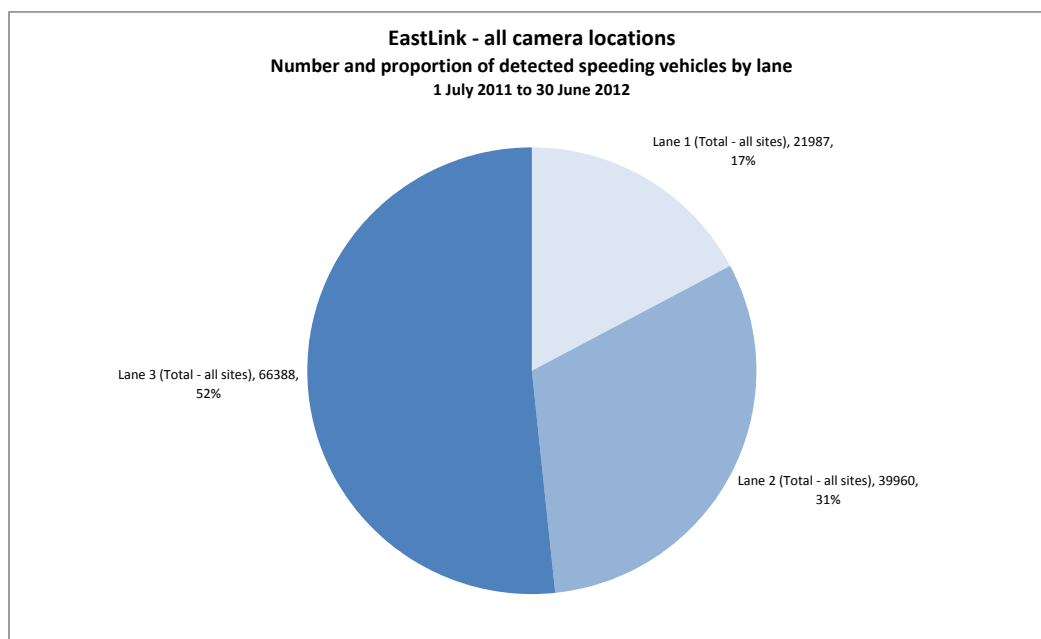 EastLink - all camera locations
Number and proportion of detected speeding vehicles by lane
1 July 2011 to 30 June 2012
Lane 1 (Total - all sites), 21987,
17%
Lane 2 (Total - all sites), 39960,
31%
Lane 3 (Total - all sites), 66388,
52%